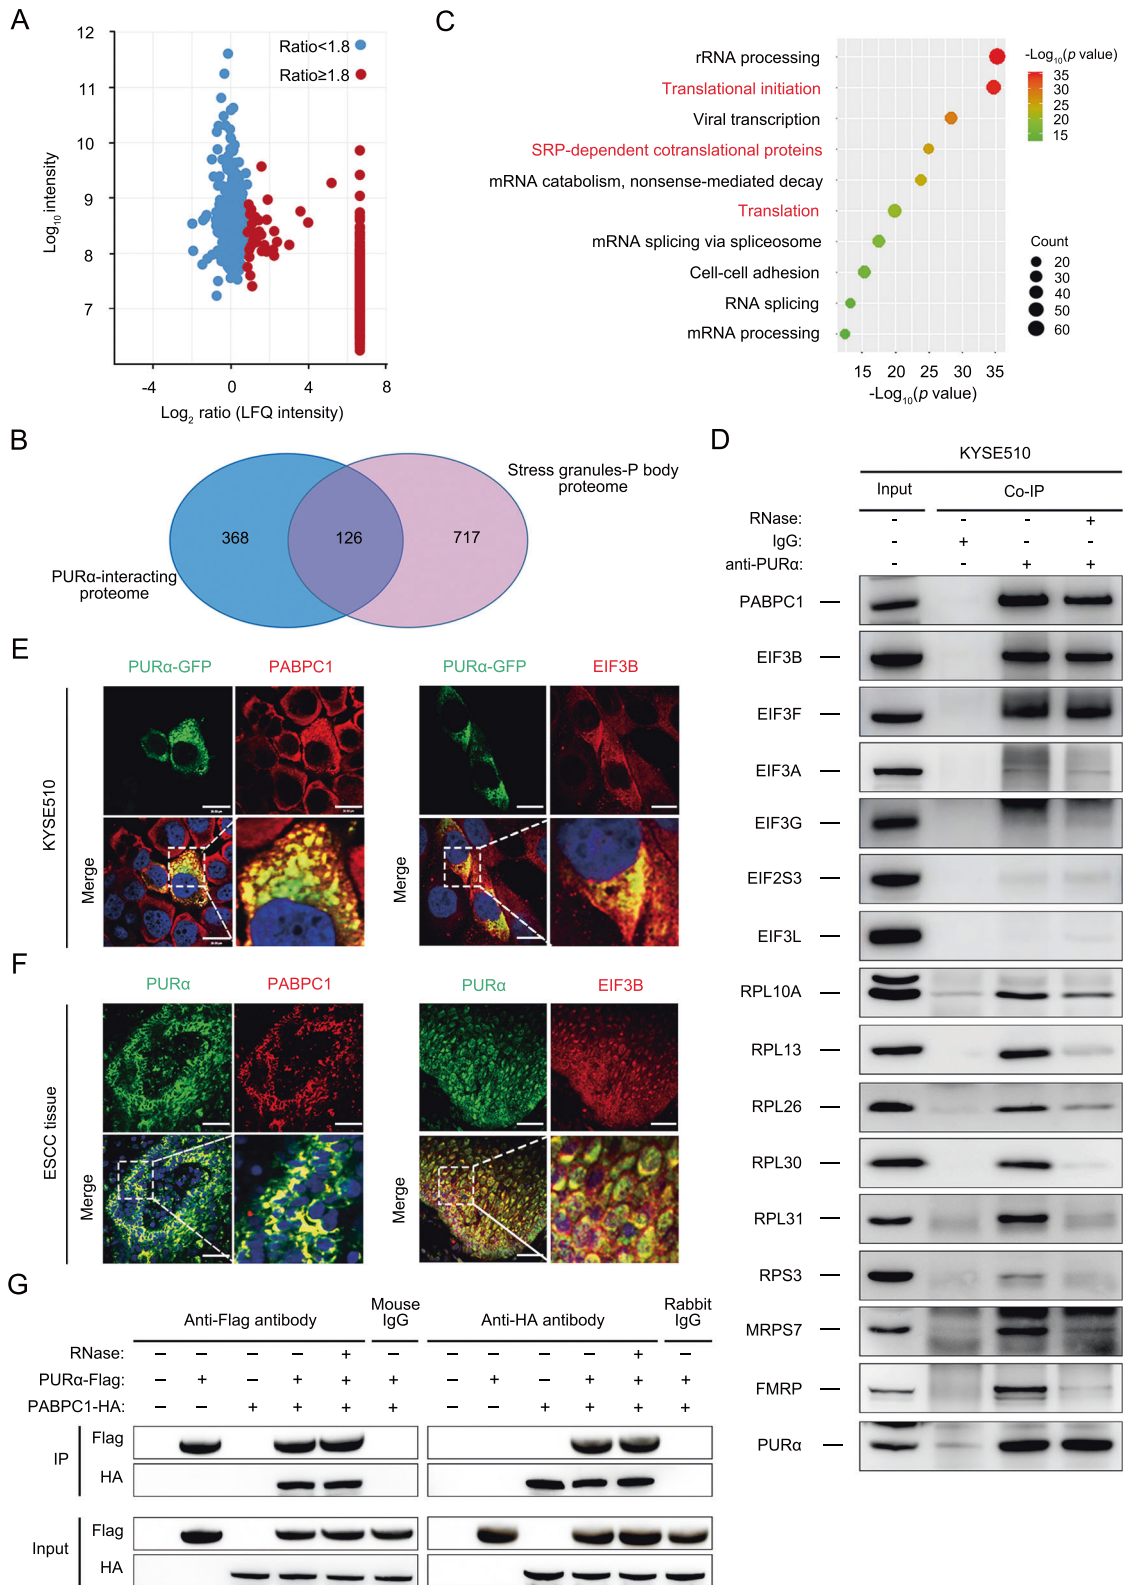 A
12
11
10
9
8
7
Log10 intensity
-4
0
4
8
Log2 ratio (LFQ intensity)
Ratio<1.8
Ratio≥1.8
C
rRNA processing
Translational initiation
Viral transcription
SRP-dependent cotranslational proteins
mRNA catabolism, nonsense-mediated decay
Translation
mRNA splicing via spliceosome
Cell-cell adhesion
RNA splicing
mRNA processing
15 20 25 30 35
-Log10(p value)
-Log10(p value)
35
30
25
20
15
Count
20
30
40
50
60
B
368
126
717
PURα-interacting
proteome
Stress granules-P body
proteome
D
KYSE510
Input
Co-IP
RNase: - - - +
IgG: - + - -
anti-PURα: - - + +
PABPC1
EIF3B
EIF3F
EIF3A
EIF3G
EIF2S3
EIF3L
RPL10A
RPL13
RPL26
RPL30
RPL31
RPS3
MRPS7
FMRP
PURα
E
PURα-GFP
PABPC1
PURα-GFP
EIF3B
KYSE510
Merge
Merge
F
PURα
PABPC1
PURα
EIF3B
ESCC tissue
Merge
Merge
G
Anti-Flag antibody
Mouse
IgG
Anti-HA antibody
Rabbit
IgG
RNase: – – – – + – – – – – + –
PURα-Flag: – + – + + + – + – + + +
PABPC1-HA: – – + + + + – – + + + +
IP
Flag
HA
Input
Flag
HA